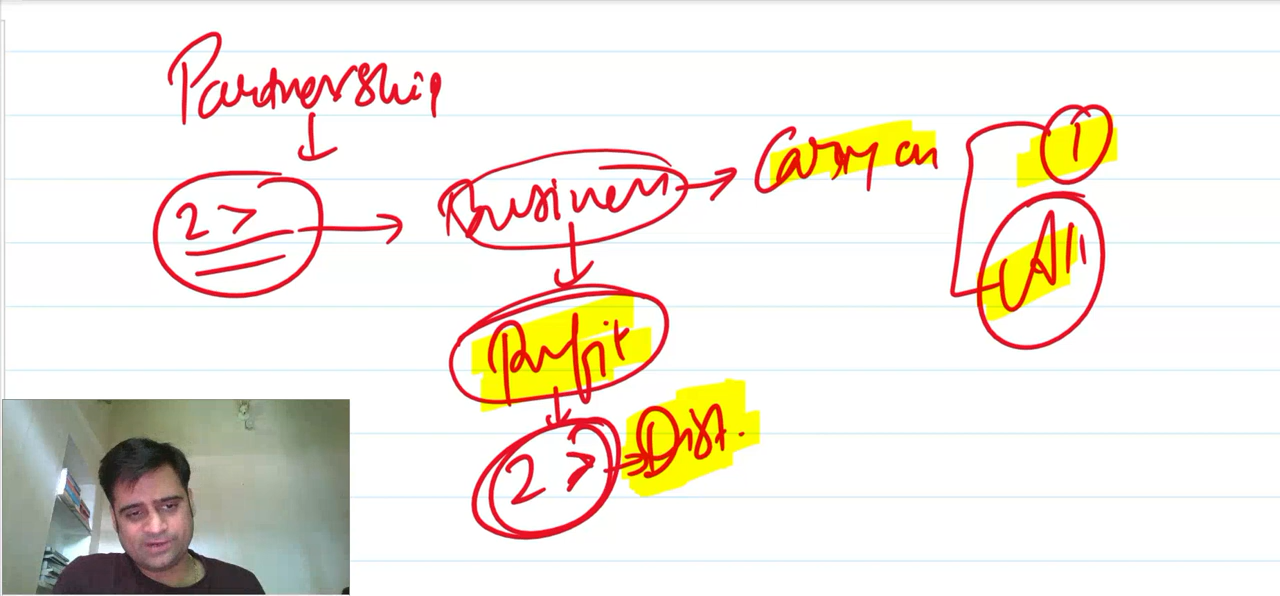 Partnership
2 >
Business
Carry on
1
All
Profit
2 >
Dist.